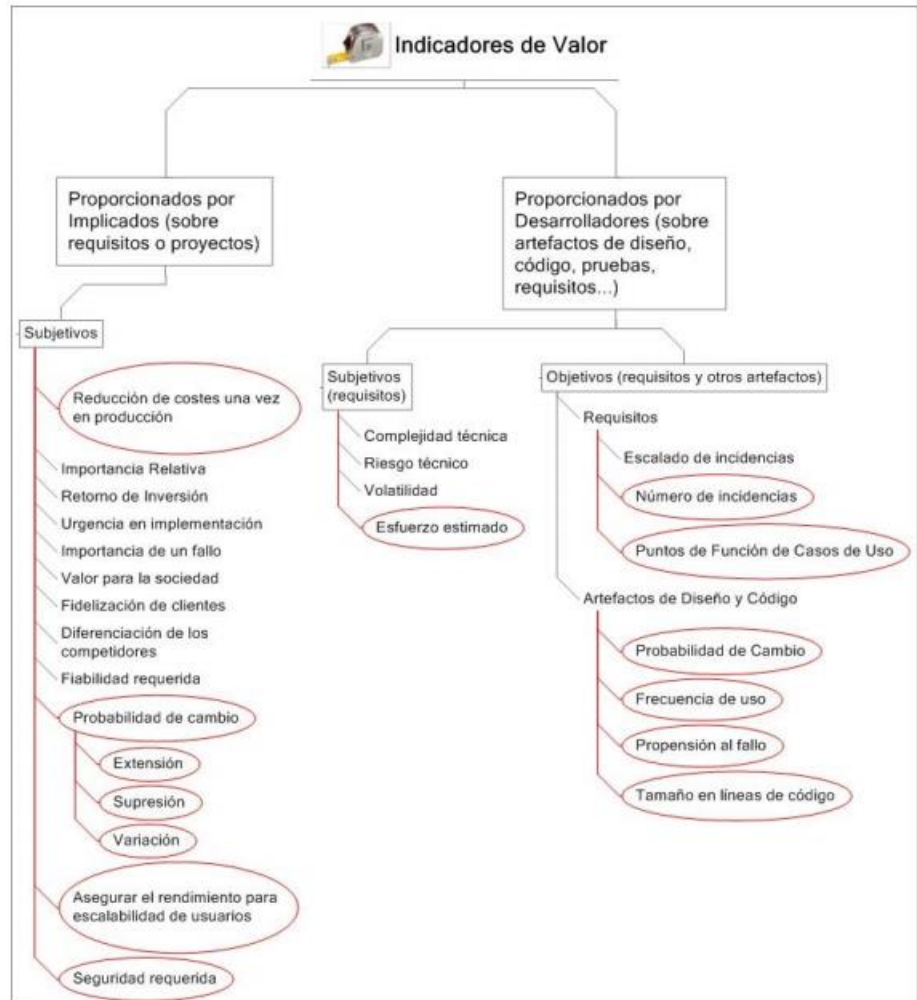 Indicadores de Valor
Proporcionados por
Implicados (sobre
requisitos o proyectos)
Subjetivos
Reducción de costes una vez
en producción
Importancia Relativa
Retorno de Inversión
Urgencia en implementación
Importancia de un fallo
Valor para la sociedad
Fidelización de clientes
Diferenciación de los
competidores
Fiabilidad requerida
Probabilidad de cambio
Extensión
Supresión
Variación
Asegurar el rendimiento para
escalabilidad de usuarios
Seguridad requerida
Proporcionados por
Desarrolladores (sobre
artefactos de diseño,
código, pruebas,
requisitos...)
Subjetivos
(requisitos)
Complejidad técnica
Riesgo técnico
Volatilidad
Esfuerzo estimado
Objetivos (requisitos y otros artefactos)
Requisitos
Escalado de incidencias
Número de incidencias
Puntos de Función de Casos de Uso
Artefactos de Diseño y Código
Probabilidad de Cambio
Frecuencia de uso
Propensión al fallo
Tamaño en líneas de código